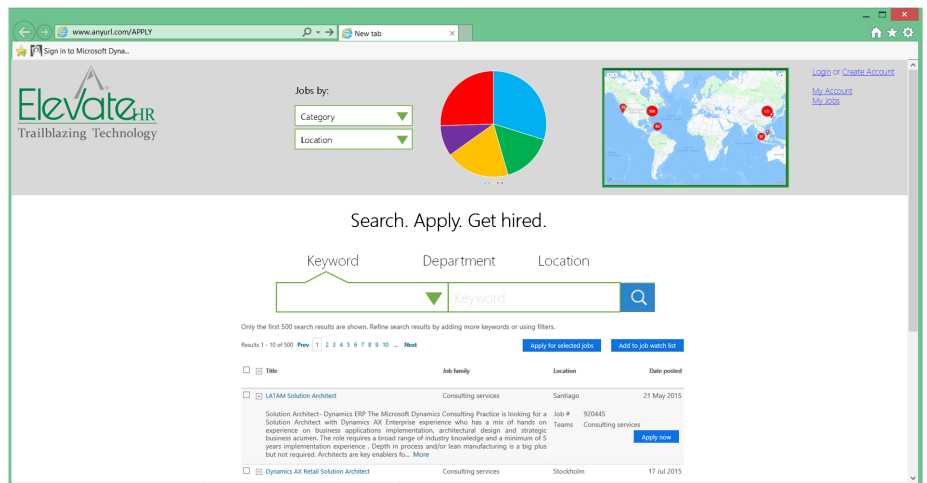 www.anyurl.com/APPLY
New tab
Sign in to Microsoft Dyna...
ElevateHR
Trailblazing Technology
Jobs by:
Category
Location
Login or Create Account
My Account
My Jobs
Search. Apply. Get hired.
Keyword Department Location
Keyword
Only the first 500 search results are shown. Refine search results by adding more keywords or using filters.
Results 1 - 10 of 500 Prev 1 2 3 4 5 6 7 8 9 10 ... Next
Apply for selected jobs Add to job watch list
Title Job family Location Date posted
LATAM Solution Architect Consulting services Santiago 21 May 2015
Solution Architect- Dynamics ERP The Microsoft Dynamics Consulting Practice is looking for a
Solution Architect with Dynamics AX Enterprise experience who has a mix of hands on
experience on business applications implementation, architectural design and strategic
business acumen. The role requires a broad range of industry knowledge and a minimum of 5
years implementation experience . Depth in process and/or lean manufacturing is a big plus
but not required. Architects are key enablers fo... More
Job # 920445
Teams Consulting services
Apply now
Dynamics AX Retail Solution Architect Consulting services Stockholm 17 Jul 2015